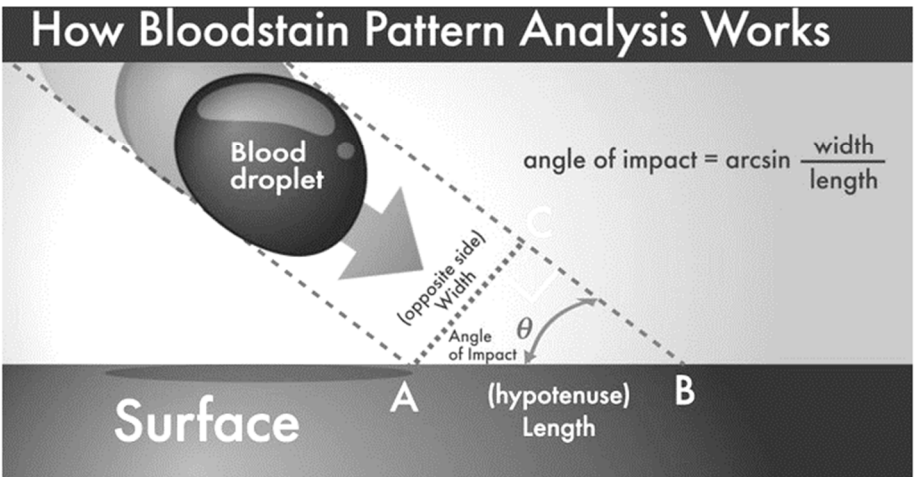 How Bloodstain Pattern Analysis Works
Blood
droplet
angle of impact = arcsin width
length
C
(opposite side)
Width
Angle
of Impact
θ
A
(hypotenuse)
Length
B
Surface